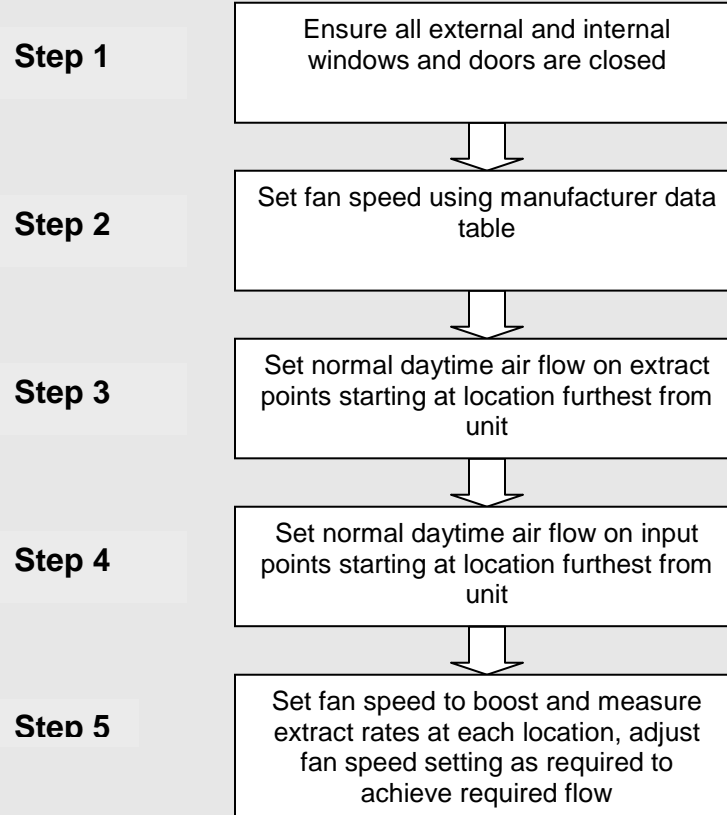 Step 1
Ensure all external and internal
windows and doors are closed
Step 2
Set fan speed using manufacturer data
table
Step 3
Set normal daytime air flow on extract
points starting at location furthest from
unit
Step 4
Set normal daytime air flow on input
points starting at location furthest from
unit
Step 5
Set fan speed to boost and measure
extract rates at each location, adjust
fan speed setting as required to
achieve required flow